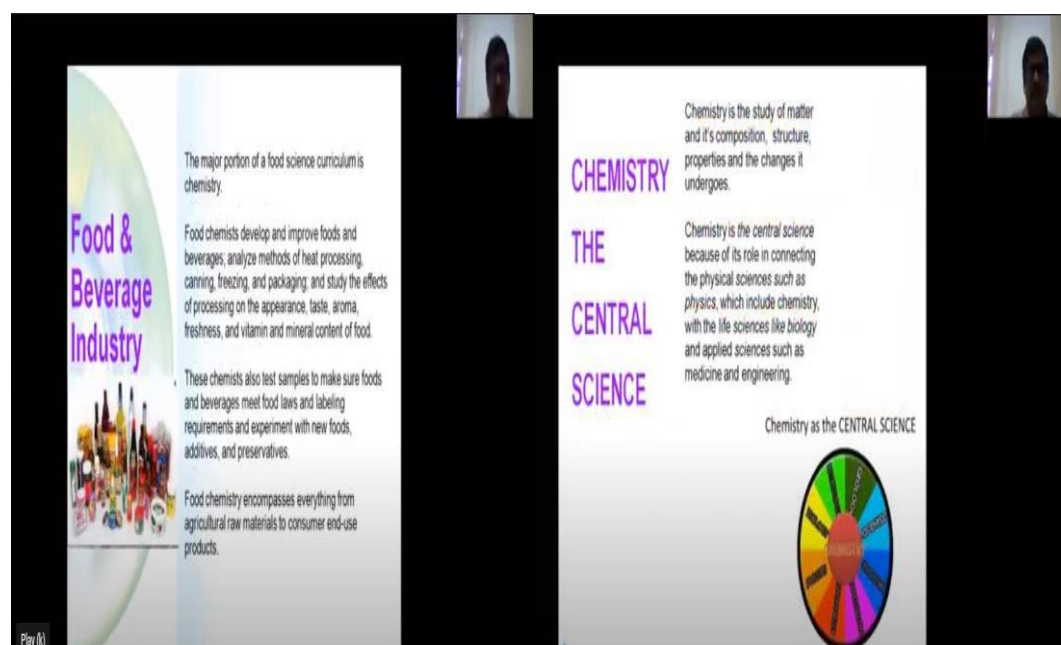 Food &
Beverage
Industry
The major portion of a food science curriculum is
chemistry.
Food chemists develop and improve foods and
beverages; analyze methods of heat processing,
canning, freezing, and packaging; and study the effects
of processing on the appearance, taste, aroma,
freshness, and vitamin and mineral content of food.
These chemists also test samples to make sure foods
and beverages meet food laws and labeling
requirements and experiment with new foods,
additives, and preservatives.
Food chemistry encompasses everything from
agricultural raw materials to consumer end-use
products.
Play (k)
CHEMISTRY
THE
CENTRAL
SCIENCE
Chemistry is the study of matter
and it's composition, structure,
properties and the changes it
undergoes.
Chemistry is the central science
because of its role in connecting
the physical sciences such as
physics, which include chemistry,
with the life sciences like biology
and applied sciences such as
medicine and engineering.
Chemistry as the CENTRAL SCIENCE